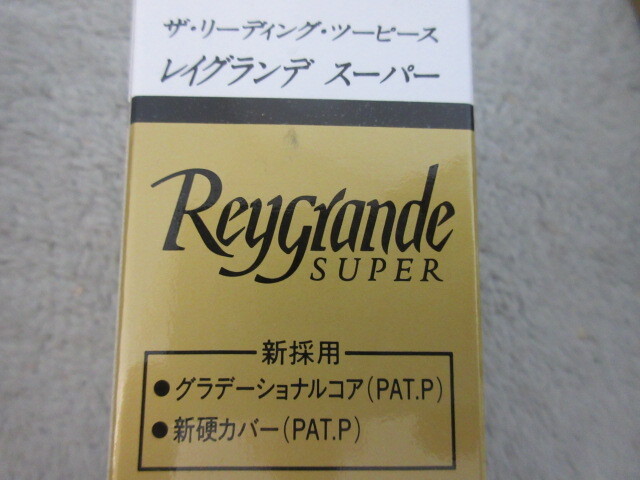 ザ・リーディング・ツーピース
レイグランデ スーパー
Reygrande
SUPER
新採用
●グラデーショナルコア(PAT.P)
●新硬カバー(PAT.P)